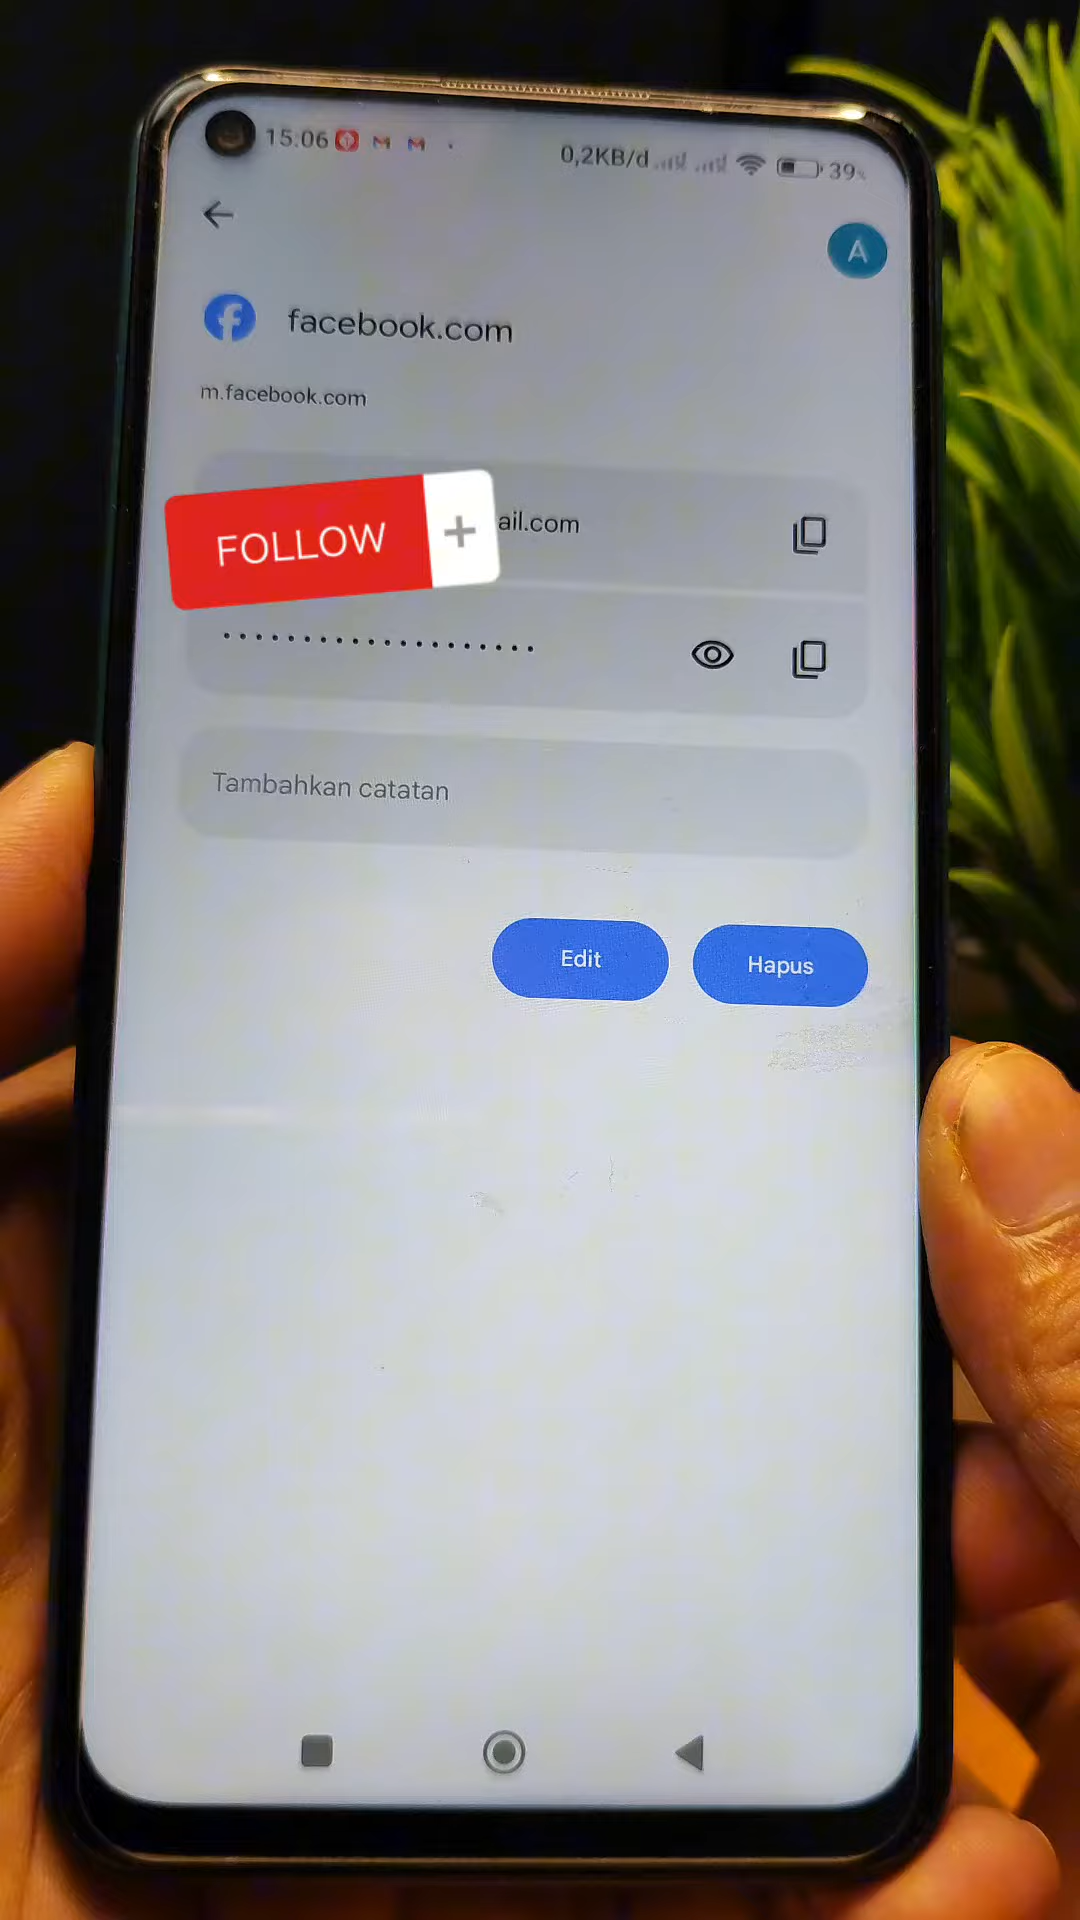 15.06
0,2KB/d 39%
A
facebook.com
m.facebook.com
FOLLOW +
ail.com
Tambahkan catatan
Edit
Hapus